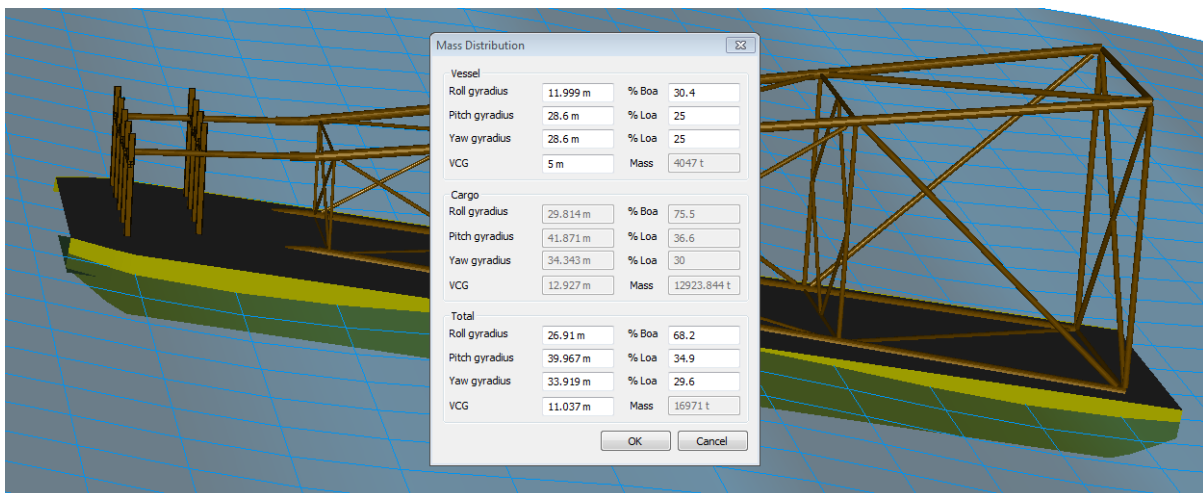 Mass Distribution
Vessel
Roll gyradius 11.999 m % Boa 30.4
Pitch gyradius 28.6 m % Loa 25
Yaw gyradius 28.6 m % Loa 25
VCG 5 m Mass 4047 t
Cargo
Roll gyradius 29.814 m % Boa 75.5
Pitch gyradius 41.871 m % Loa 36.6
Yaw gyradius 34.343 m % Loa 30
VCG 12.927 m Mass 12923.844 t
Total
Roll gyradius 26.91 m % Boa 68.2
Pitch gyradius 39.967 m % Loa 34.9
Yaw gyradius 33.919 m % Loa 29.6
VCG 11.037 m Mass 16971 t
OK Cancel